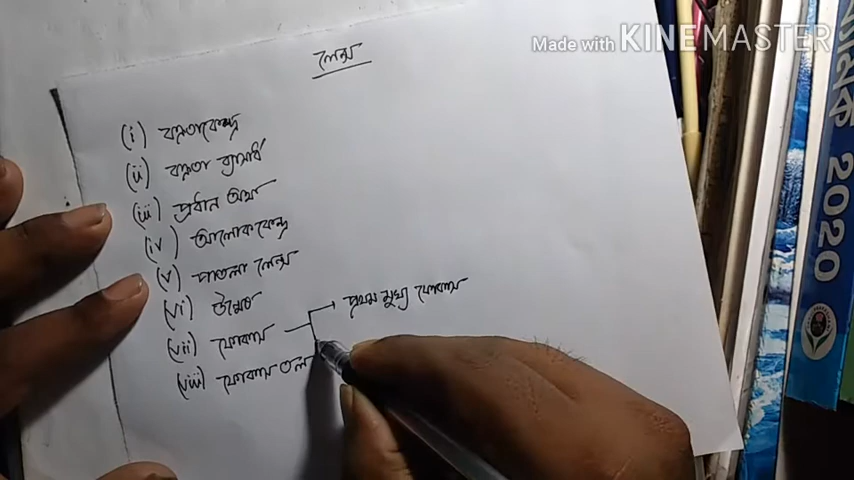 Made with KINEMASTER
লেন্স
(i) বক্রতাকেন্দ্র
(ii) বক্রতা ব্যাসার্ধ
(iii) প্রধান অক্ষ
(iv) আলোককেন্দ্র
(v) পাতলা লেন্স
(vi) উন্মেষ
(vii) ফোকাস → প্রথম মুখ্য ফোকাস
(viii) ফোকাস তল
2020